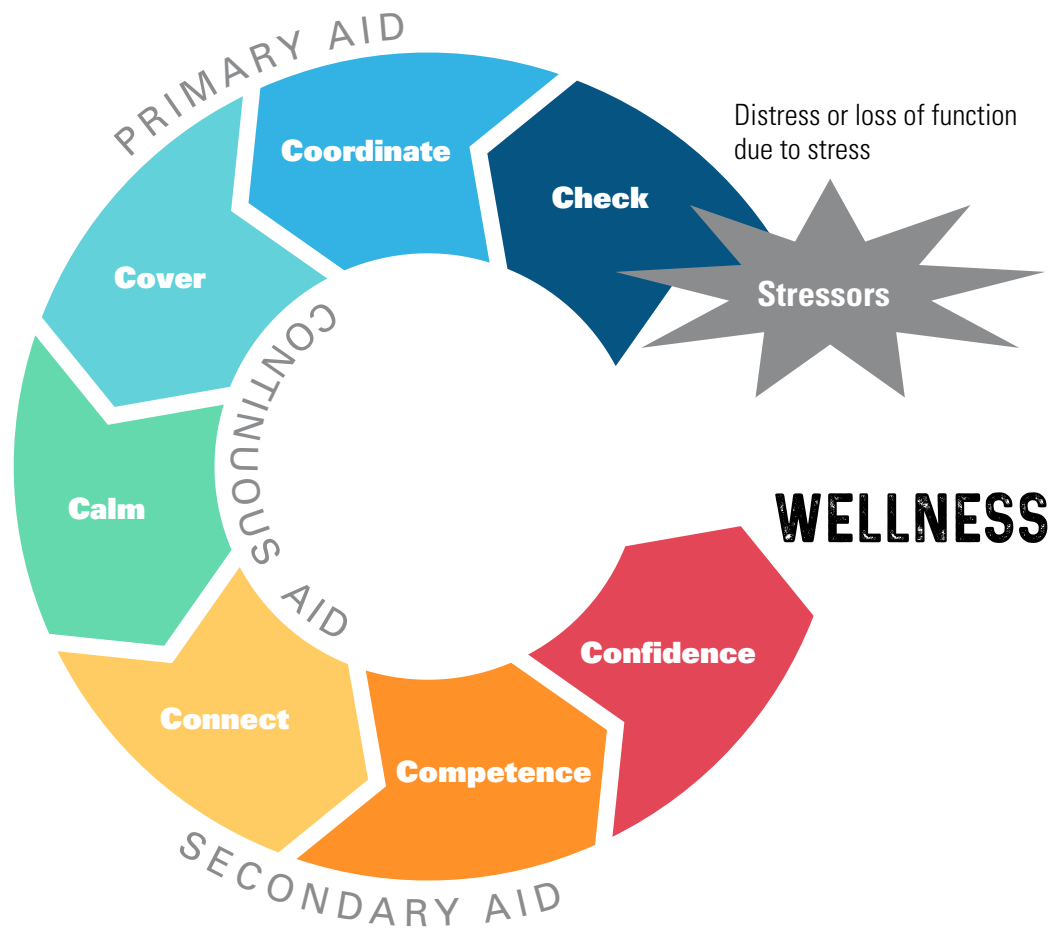 PRIMARY AID
Distress or loss of function
due to stress
Stressors
Check
Coordinate
Cover
CONTINUOUS AID
Calm
Connect
Competence
Confidence
SECONDARY AID
WELLNESS